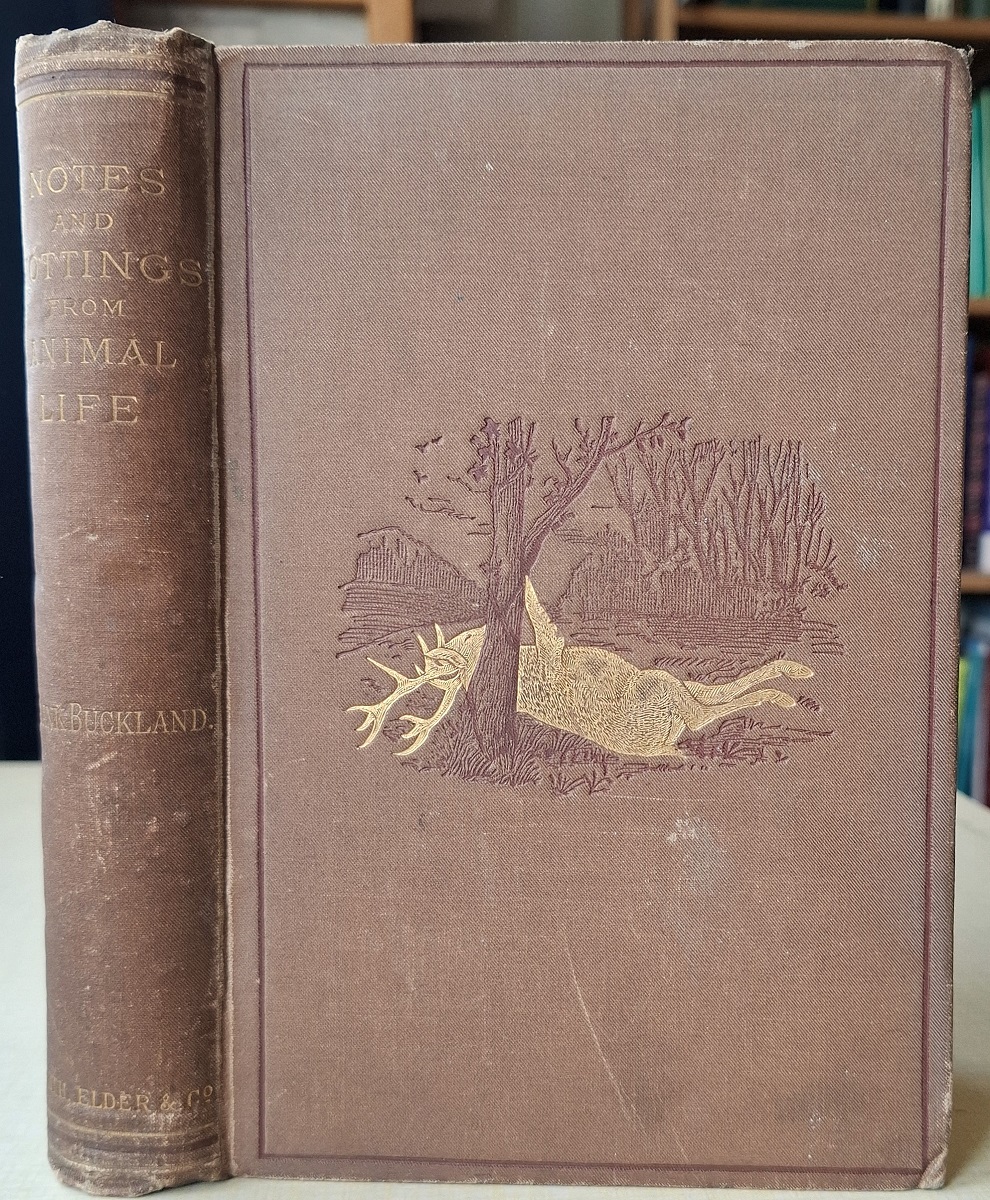 NOTES
AND
JOTTINGS
FROM
ANIMAL
LIFE
BUCKLAND.
ELDER & Co